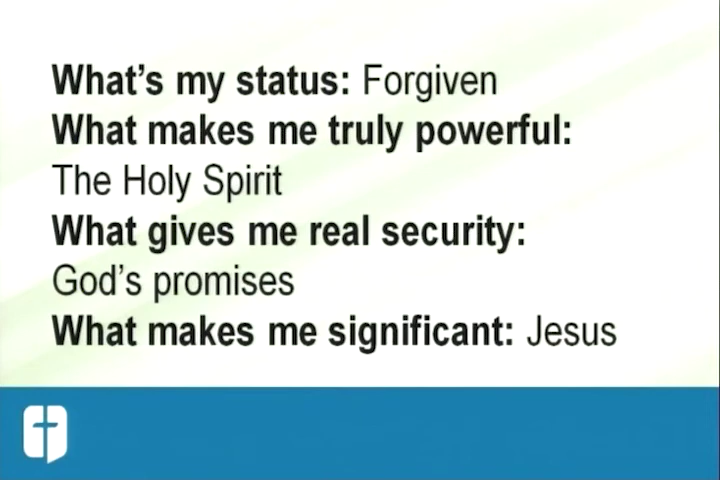 What’s my status: Forgiven
What makes me truly powerful:
The Holy Spirit
What gives me real security:
God’s promises
What makes me significant: Jesus